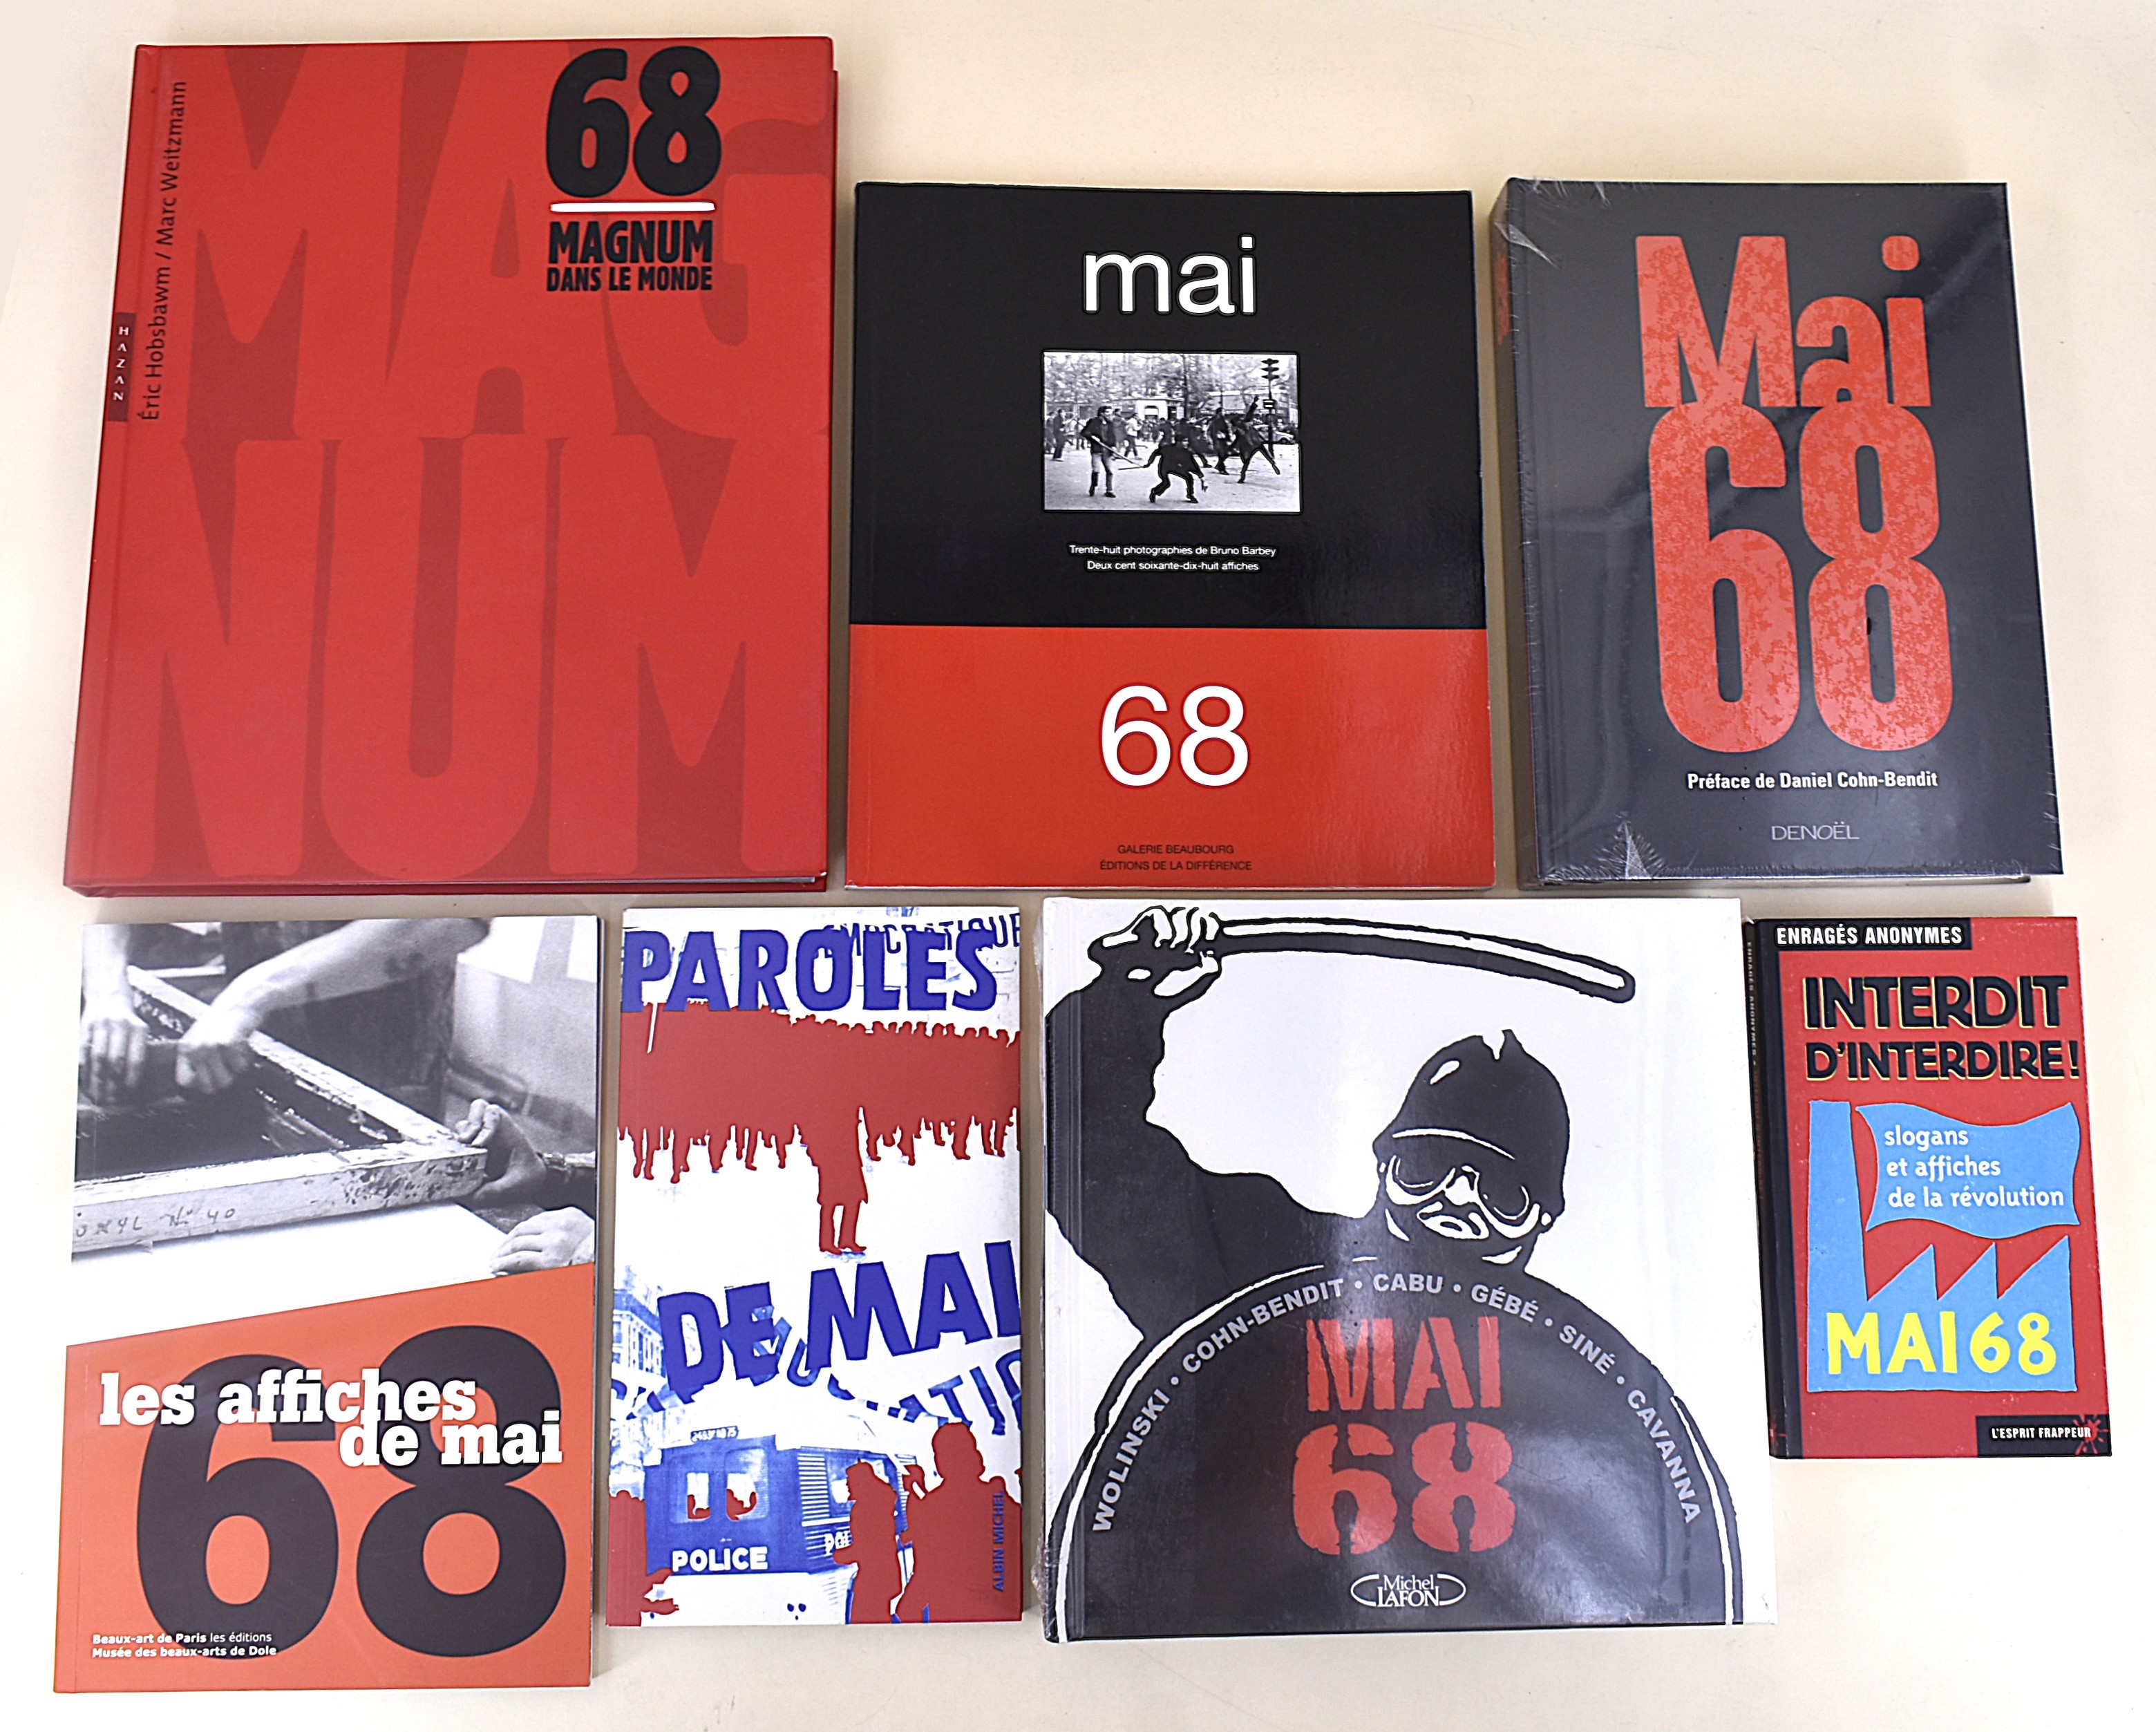 MAG
NUM
68
MAGNUM
DANS LE MONDE
Éric Hobsbawm / Marc Weitzmann
HAZAN
mai
Trente-huit photographies de Bruno Barbey
Deux cent soixante-dix-huit affiches
68
GALERIE BEAUBOURG
ÉDITIONS DE LA DIFFÉRENCE
Mai
68
Préface de Daniel Cohn-Bendit
DENOËL
N° 40
68
les affiches
de mai
Beaux-art de Paris les éditions
Musée des beaux-arts de Dole
PAROLES
DE MAI
POLICE
ALBIN MICHEL
WOLINSKI • COHN-BENDIT • CABU • GÉBÉ • SINÉ • CAVANNA
MAI
68
Michel
LAFON
ENRAGÉS ANONYMES
INTERDIT
D'INTERDIRE!
slogans
et affiches
de la révolution
MAI 68
L'ESPRIT FRAPPEUR